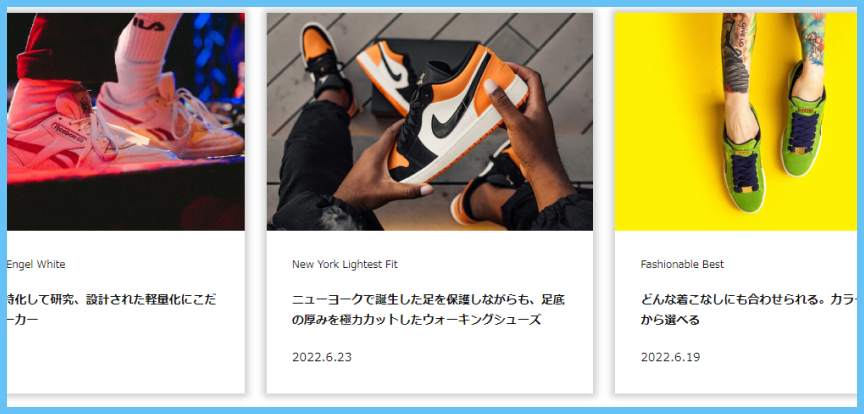 FILA
Reebok
Engel White
特化して研究、設計された軽量化にこだ
ーカー
New York Lightest Fit
ニューヨークで誕生した足を保護しながらも、足底
の厚みを極力カットしたウォーキングシューズ
2022.6.23
Fashionable Best
どんな着こなしにも合わせられる。カラー
から選べる
2022.6.19